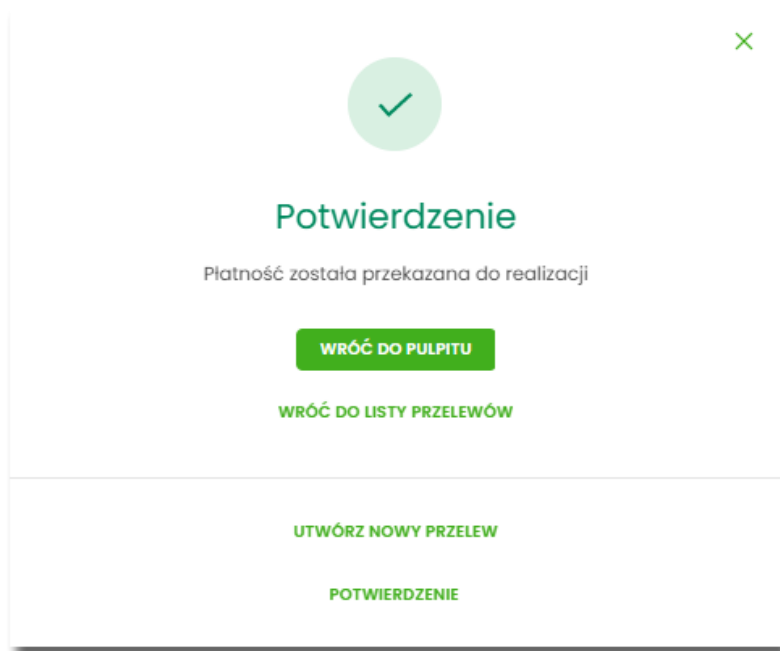 Potwierdzenie
Płatność została przekazana do realizacji
WRÓĆ DO PULPITU
WRÓĆ DO LISTY PRZELEWÓW
UTWÓRZ NOWY PRZELEW
POTWIERDZENIE